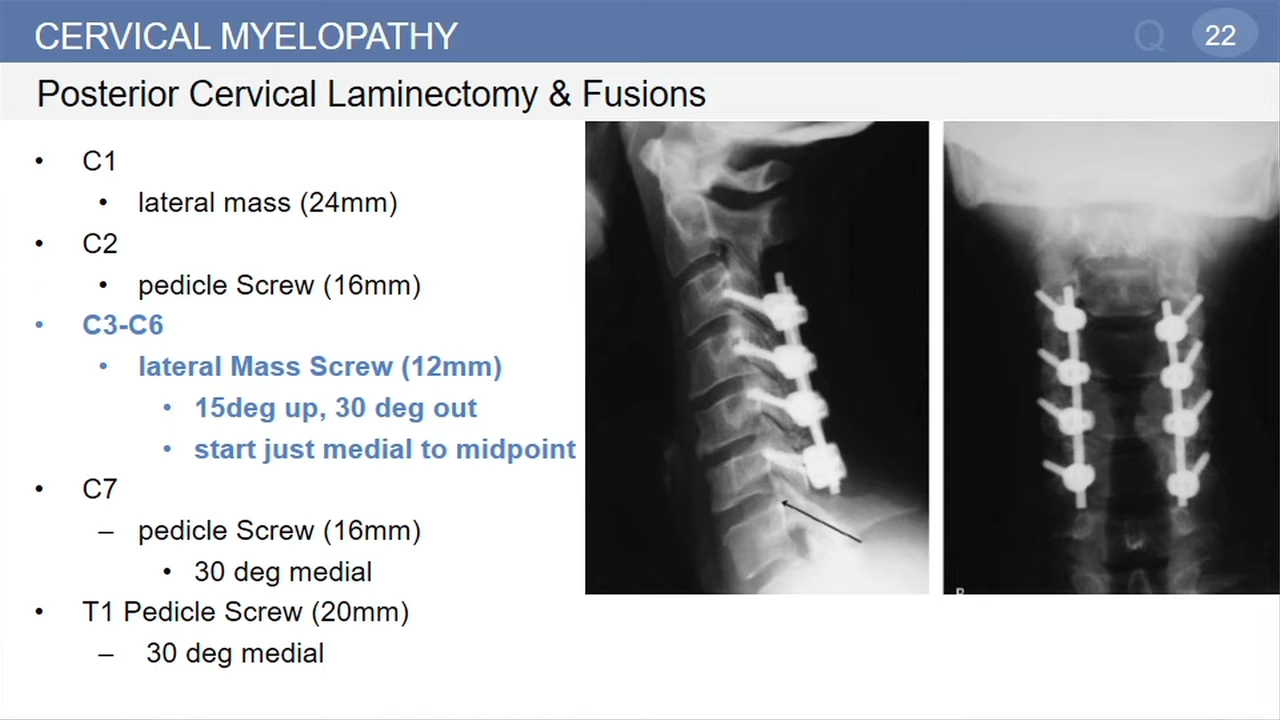 CERVICAL MYELOPATHY
Q 22
Posterior Cervical Laminectomy & Fusions
• C1
• lateral mass (24mm)
• C2
• pedicle Screw (16mm)
• C3-C6
• lateral Mass Screw (12mm)
• 15deg up, 30 deg out
• start just medial to midpoint
• C7
– pedicle Screw (16mm)
• 30 deg medial
• T1 Pedicle Screw (20mm)
– 30 deg medial